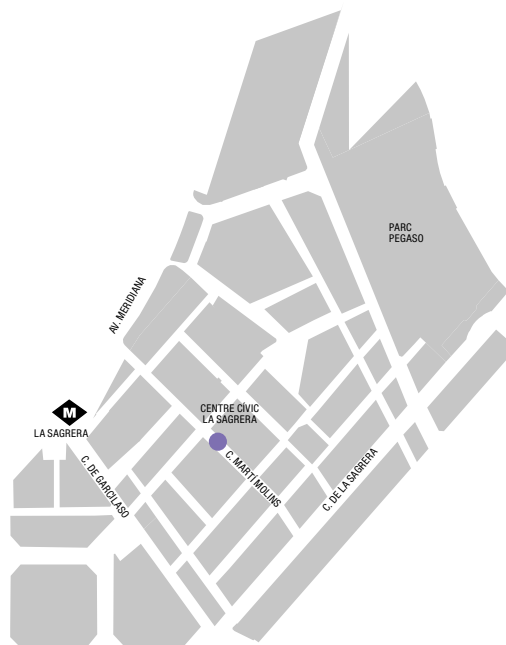 PARC
PEGASO
AV. MERIDIANA
M
LA SAGRERA
CENTRE CÍVIC
LA SAGRERA
C. DE GARCILASO
C. MARTÍ MOLINS
C. DE LA SAGRERA